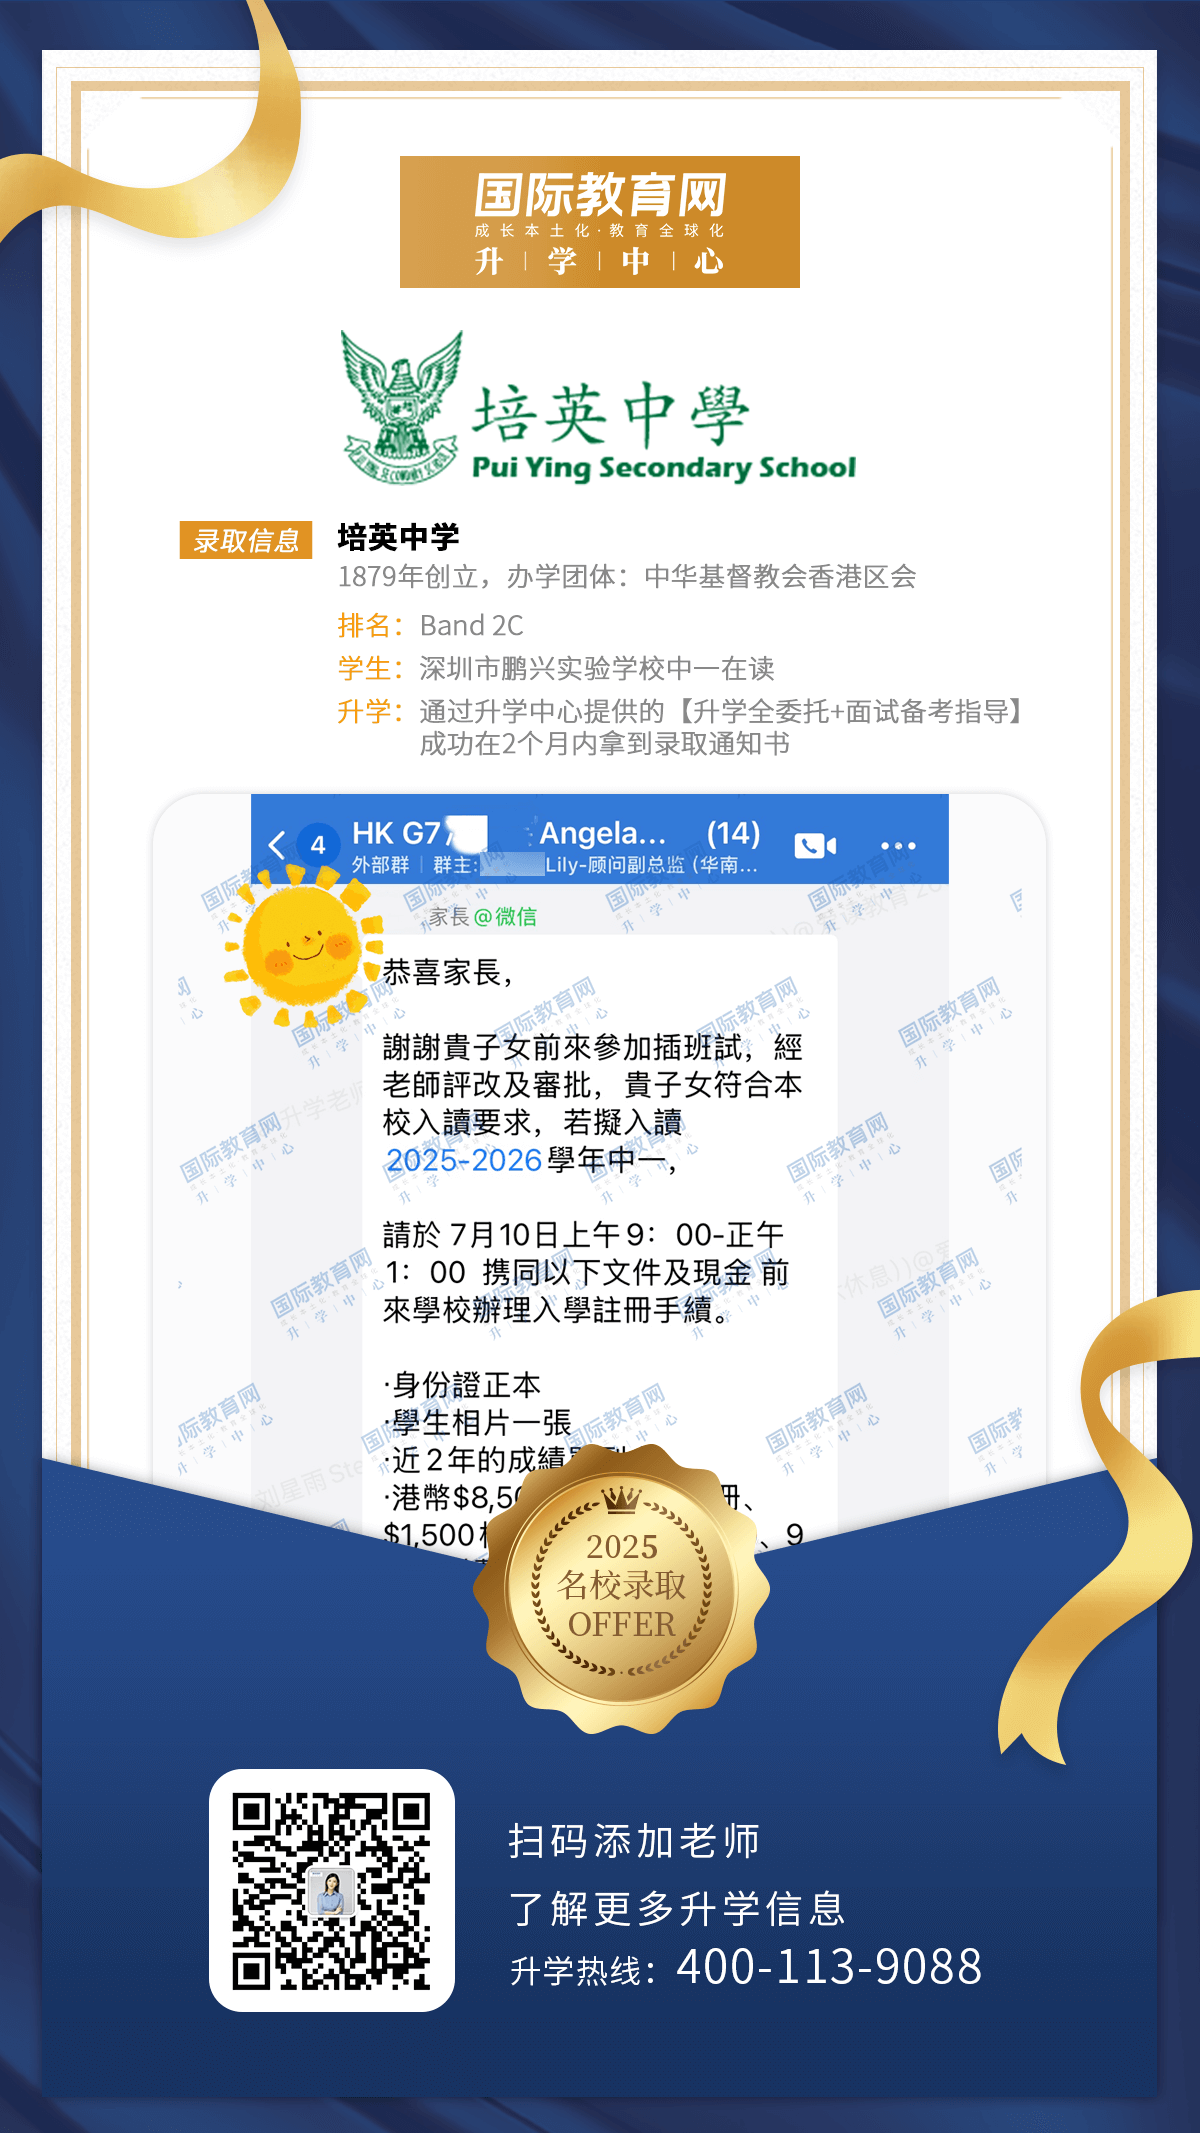 国际教育网
成长本土化·教育全球化
升｜学｜中｜心
培英中學
Pui Ying Secondary School
录取信息
培英中学
1879年创立，办学团体：中华基督教会香港区会
排名：Band 2C
学生：深圳市鹏兴实验学校中一在读
升学：通过升学中心提供的【升学全委托+面试备考指导】
成功在2个月内拿到录取通知书
4
HK G7
Angela... (14)
外部群｜群主:
Lily-顾问副总监 (华南...
家長@微信
恭喜家長，
謝謝貴子女前來參加插班試，經
老師評改及審批，貴子女符合本
校入讀要求，若擬入讀
2025-2026學年中一，
請於 7月10日上午9：00-正午
1：00 携同以下文件及現金 前
來學校辦理入學註冊手續。
·身份證正本
·學生相片一張
·近2年的成績
·港幣$8,50
冊、
$1,500
、9
2025
名校录取
OFFER
扫码添加老师
了解更多升学信息
升学热线：400-113-9088